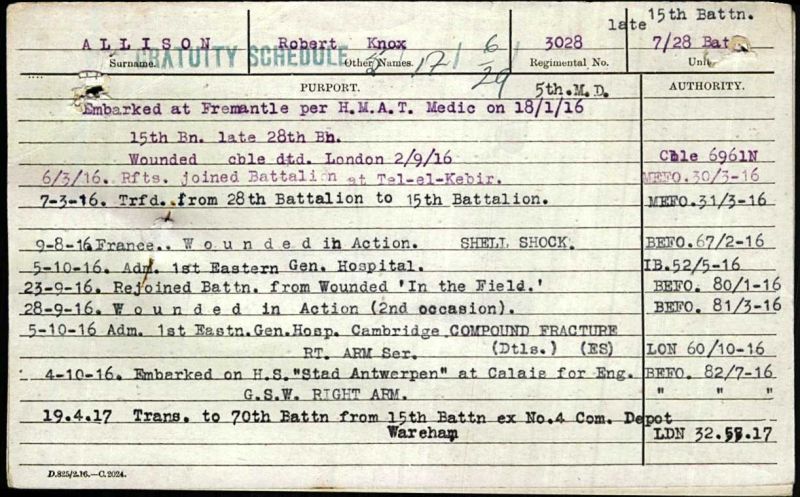 late 15th Battn.
ALLISON Robert Knox 3028 7/28 Bat
GRATUITY SCHEDULE 17/6/29
Surname. Other Names. Regimental No. Unit
PURPORT. 5th.M.D. AUTHORITY.
Embarked at Fremantle per H.M.A.T. Medic on 18/1/16
15th Bn. late 28th Bn.
Wounded cble dtd. London 2/9/16 Cble 6961N
6/3/16. Rfts. joined Battalion at Tel-el-Kebir. MEFO.30/3-16
7-3-16. Trfd. from 28th Battalion to 15th Battalion. MEFO.31/3-16
9-8-16 France.. Wounded in Action. SHELL SHOCK. BEFO.67/2-16
5-10-16. Adm. 1st Eastern Gen. Hospital. IB.52/5-16
23-9-16. Rejoined Battn. from Wounded 'In the Field.' BEFO. 80/1-16
28-9-16. Wounded in Action (2nd occasion). BEFO. 81/3-16
5-10-16 Adm. 1st Eastn.Gen.Hosp. Cambridge COMPOUND FRACTURE
RT. ARM Ser. (Dtls.) (ES) LON 60/10-16
4-10-16. Embarked on H.S."Stad Antwerpen" at Calais for Eng. BEFO. 82/7-16
G.S.W. RIGHT ARM. " " "
19.4.17 Trans. to 70th Battn from 15th Battn ex No.4 Com. Depot
Wareham LDN 32.55.17
D.825/2.16.—C.2024.